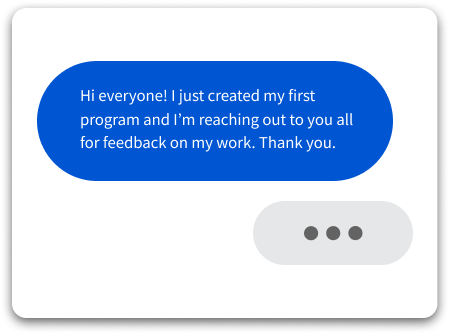 Hi everyone! I just created my first
program and I’m reaching out to you all
for feedback on my work. Thank you.